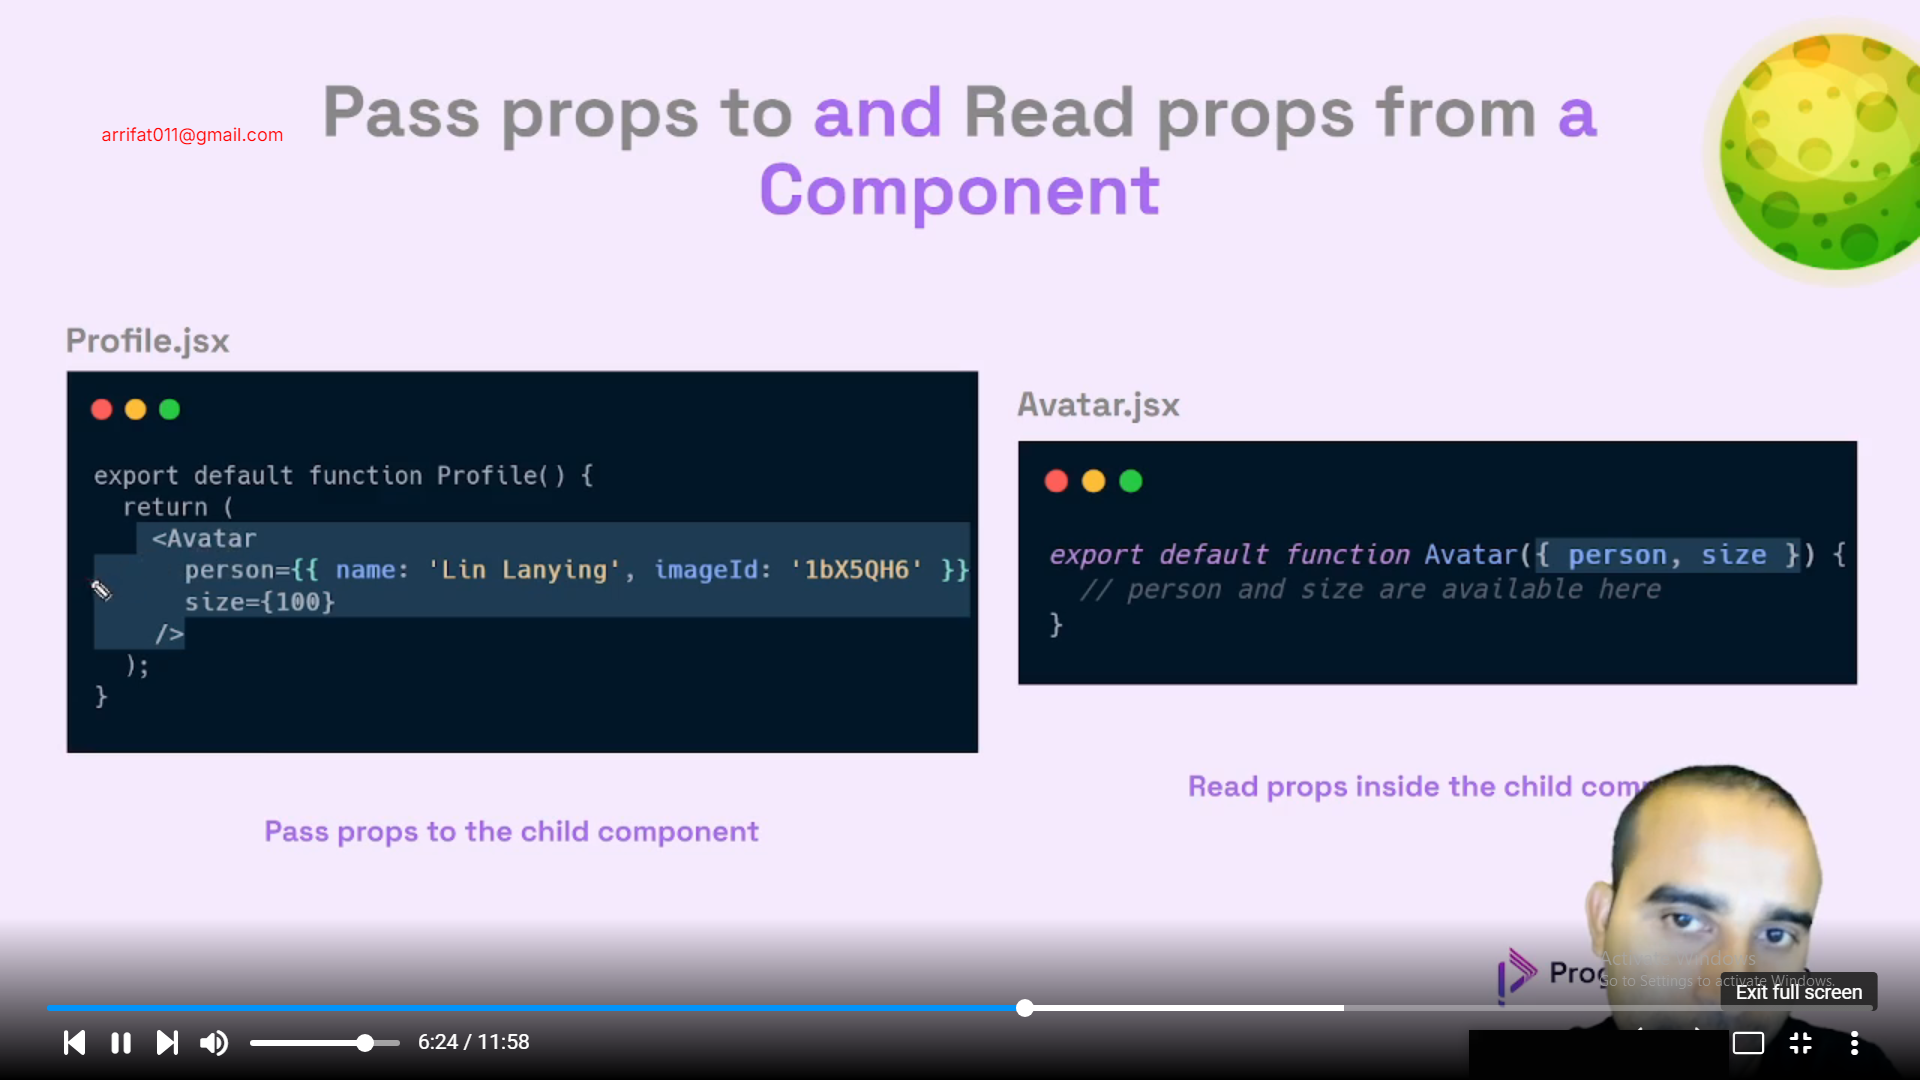 Pass props to and Read props from a
Component
arrifat011@gmail.com
Profile.jsx
export default function Profile() {
return (
<Avatar
person={{ name: 'Lin Lanying', imageId: '1bX5QH6' }}
size={100}
/>
);
}
Pass props to the child component
Avatar.jsx
export default function Avatar({ person, size }) {
// person and size are available here
}
Read props inside the child
Activate Windows
Go to Settings to activate Windows.
Exit full screen
6:24 / 11:58